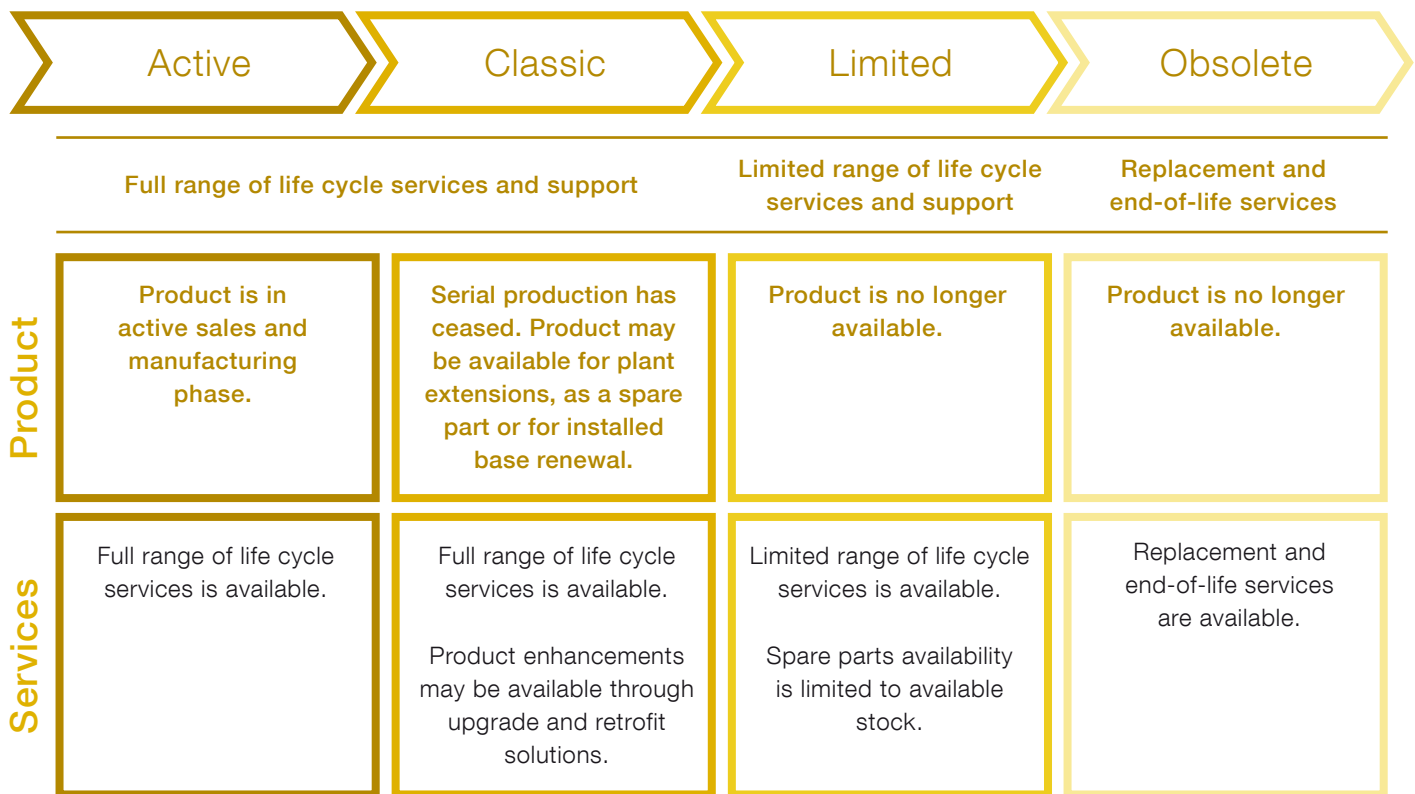 Active
Classic
Limited
Obsolete
Full range of life cycle services and support
Limited range of life cycle
services and support
Replacement and
end-of-life services
Product
Product is in
active sales and
manufacturing
phase.
Serial production has
ceased. Product may
be available for plant
extensions, as a spare
part or for installed
base renewal.
Product is no longer
available.
Product is no longer
available.
Services
Full range of life cycle
services is available.
Full range of life cycle
services is available.
Product enhancements
may be available through
upgrade and retrofit
solutions.
Limited range of life cycle
services is available.
Spare parts availability
is limited to available
stock.
Replacement and
end-of-life services
are available.